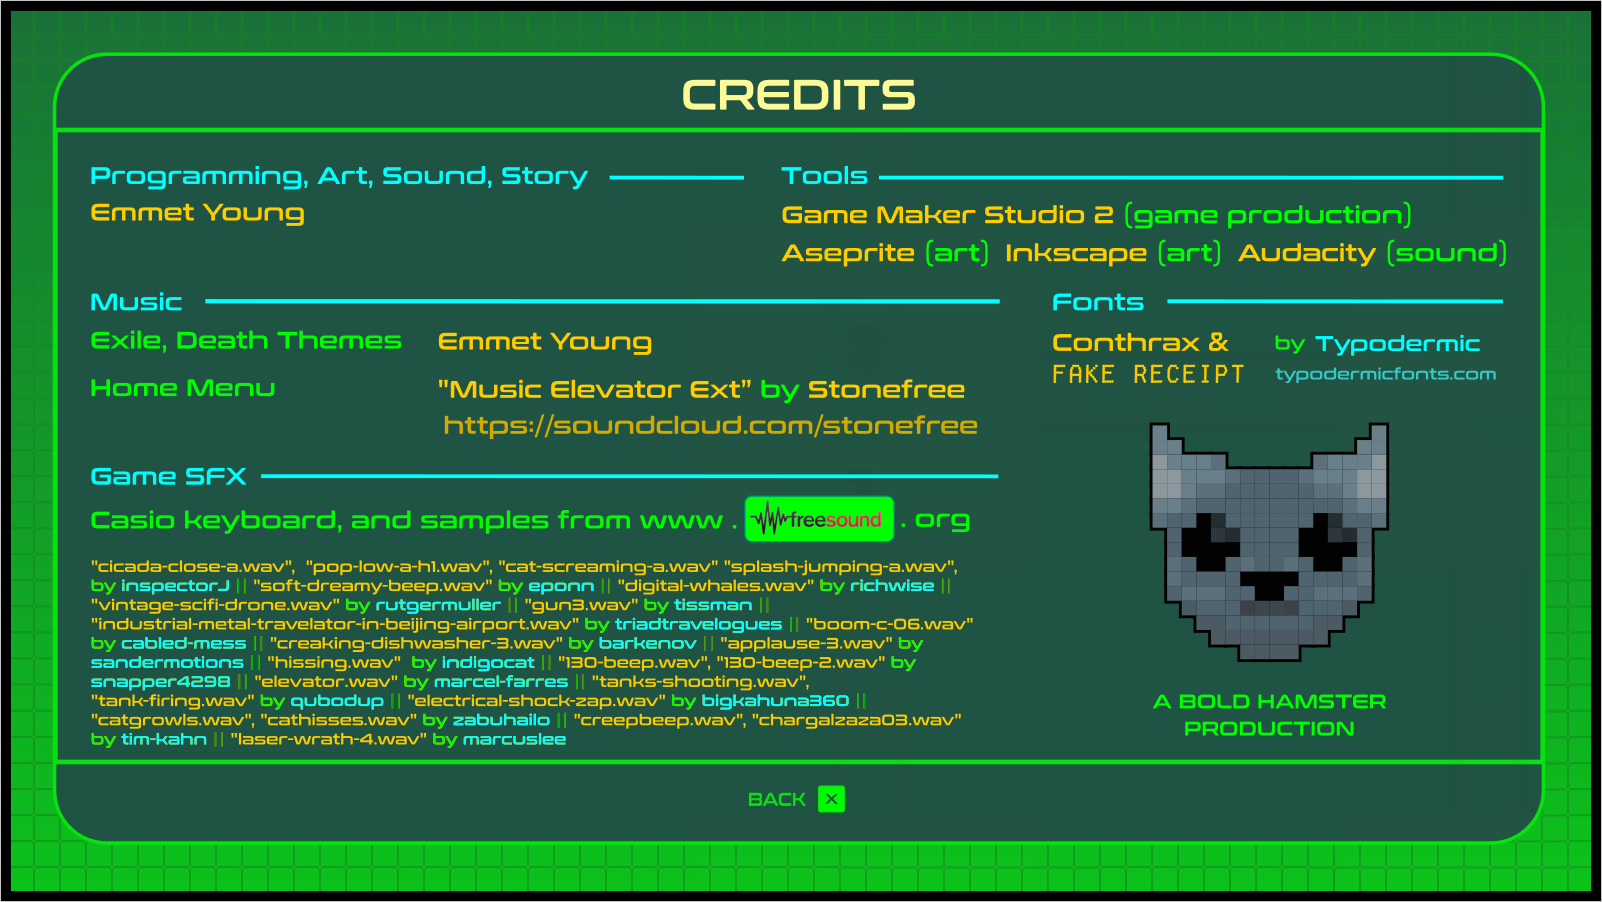 CREDITS
Programming, Art, Sound, Story
Emmet Young
Tools
Game Maker Studio 2 (game production)
Aseprite (art) Inkscape (art) Audacity (sound)
Music
Exile, Death Themes Emmet Young
Home Menu "Music Elevator Ext" by Stonefree
https://soundcloud.com/stonefree
Fonts
Conthrax & by Typodermic
FAKE RECEIPT typodermicfonts.com
Game SFX
Casio keyboard, and samples from www . freesound . org
"cicada-close-a.wav", "pop-low-a-h1.wav", "cat-screaming-a.wav" "splash-jumping-a.wav",
by inspectorJ || "soft-dreamy-beep.wav" by eponn || "digital-whales.wav" by richwise ||
"vintage-scifi-drone.wav" by rutgermuller || "gun3.wav" by tissman ||
"industrial-metal-travelator-in-beijing-airport.wav" by triadtravelogues || "boom-c-06.wav"
by cabled-mess || "creaking-dishwasher-3.wav" by barkenov || "applause-3.wav" by
sandermotions || "hissing.wav" by indigocat || "130-beep.wav", "130-beep-2.wav" by
snapper4298 || "elevator.wav" by marcel-farres || "tanks-shooting.wav",
"tank-firing.wav" by qubodup || "electrical-shock-zap.wav" by bigkahuna360 ||
"catgrowls.wav", "cathisses.wav" by zabuhailo || "creepbeep.wav", "chargalzaza03.wav"
by tim-kahn || "laser-wrath-4.wav" by marcuslee
A BOLD HAMSTER
PRODUCTION
BACK X